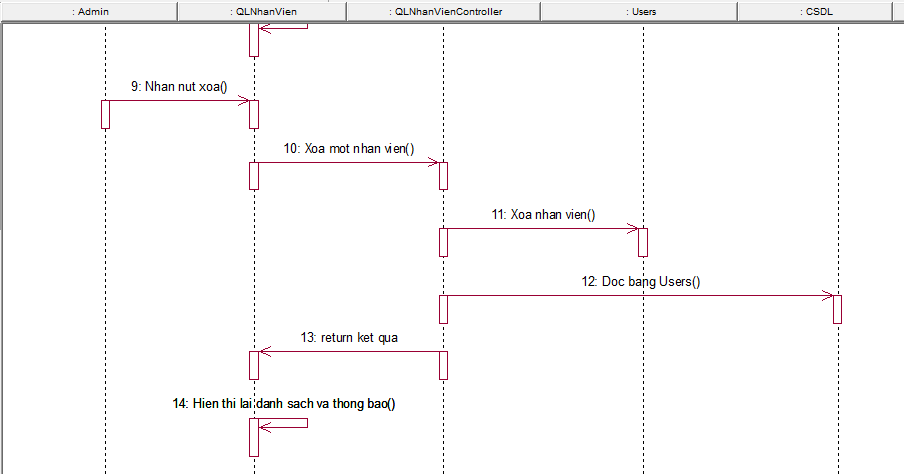 : Admin
: QLNhanVien
: QLNhanVienController
: Users
: CSDL
9: Nhan nut xoa()
10: Xoa mot nhan vien()
11: Xoa nhan vien()
12: Doc bang Users()
13: return ket qua
14: Hien thi lai danh sach va thong bao()